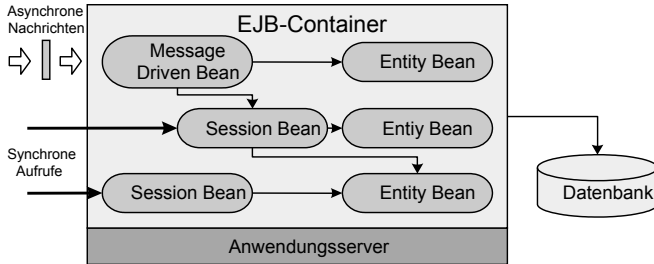 Asynchrone
Nachrichten
EJB-Container
Message
Driven Bean
Entity Bean
Session Bean
Entiy Bean
Synchrone
Aufrufe
Session Bean
Entity Bean
Datenbank
Anwendungsserver